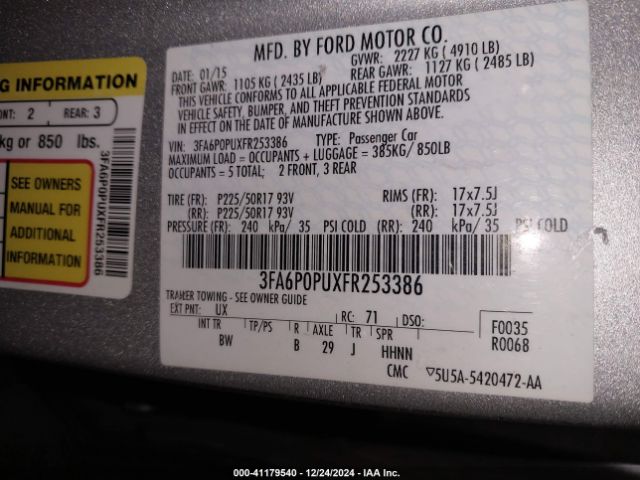 MFD. BY FORD MOTOR CO.
DATE: 01/15 GVWR: 2227 KG ( 4910 LB)
FRONT GAWR: 1105 KG ( 2435 LB) REAR GAWR: 1127 KG ( 2485 LB)
THIS VEHICLE CONFORMS TO ALL APPLICABLE FEDERAL MOTOR
VEHICLE SAFETY, BUMPER, AND THEFT PREVENTION STANDARDS
IN EFFECT ON THE DATE OF MANUFACTURE SHOWN ABOVE.
VIN: 3FA6P0PUXFR253386 TYPE: Passenger Car
MAXIMUM LOAD = OCCUPANTS + LUGGAGE = 385KG/ 850LB
OCCUPANTS = 5 TOTAL; 2 FRONT, 3 REAR
TIRE (FR): P225/50R17 93V RIMS (FR): 17x7.5J
(RR): P225/50R17 93V (RR): 17x7.5J
PRESSURE (FR): 240 kPa/ 35 PSI COLD (RR): 240 kPa/ 35 PSI COLD
3FA6P0PUXFR253386
TRAILER TOWING - SEE OWNER GUIDE
EXT PNT: UX RC: 71 DSO:
INT TR TP/PS R AXLE TR SPR
BW B 29 J HHNN
F0035
R0068
CMC 5U5A-5420472-AA
G INFORMATION
ONT: 2 REAR: 3
kg or 850 lbs.
SEE OWNERS
MANUAL FOR
ADDITIONAL
INFORMATION
3FA6P0PUXFR253386
000-41179540 - 12/24/2024 - IAA Inc.